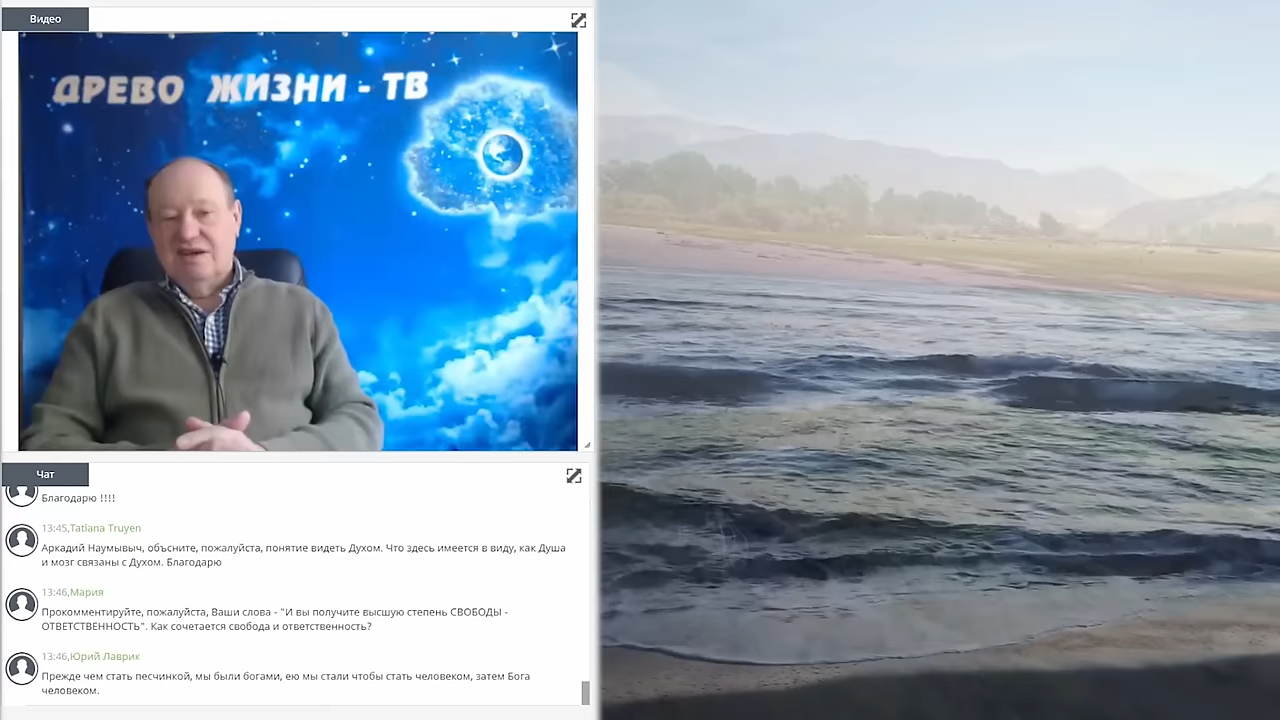 Видео
ДРЕВО ЖИЗНИ - ТВ
Чат
Благодарю !!!!
13:45,Tatiana Truyen
Аркадий Наумывыч, объсните, пожалуйста, понятие видеть Духом. Что здесь имеется в виду, как Душа
и мозг связаны с Духом. Благодарю
13:46,Мария
Прокомментируйте, пожалуйста, Ваши слова - "И вы получите высшую степень СВОБОДЫ -
ОТВЕТСТВЕННОСТЬ". Как сочетается свобода и ответственность?
13:46,Юрий Лаврик
Прежде чем стать песчинкой, мы были богами, ею мы стали чтобы стать человеком, затем Бога
человеком.